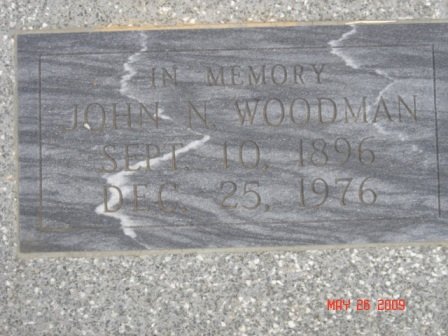 IN MEMORY
JOHN N. WOODMAN
SEPT. 10, 1896
DEC. 25, 1976
MAY 26 2009